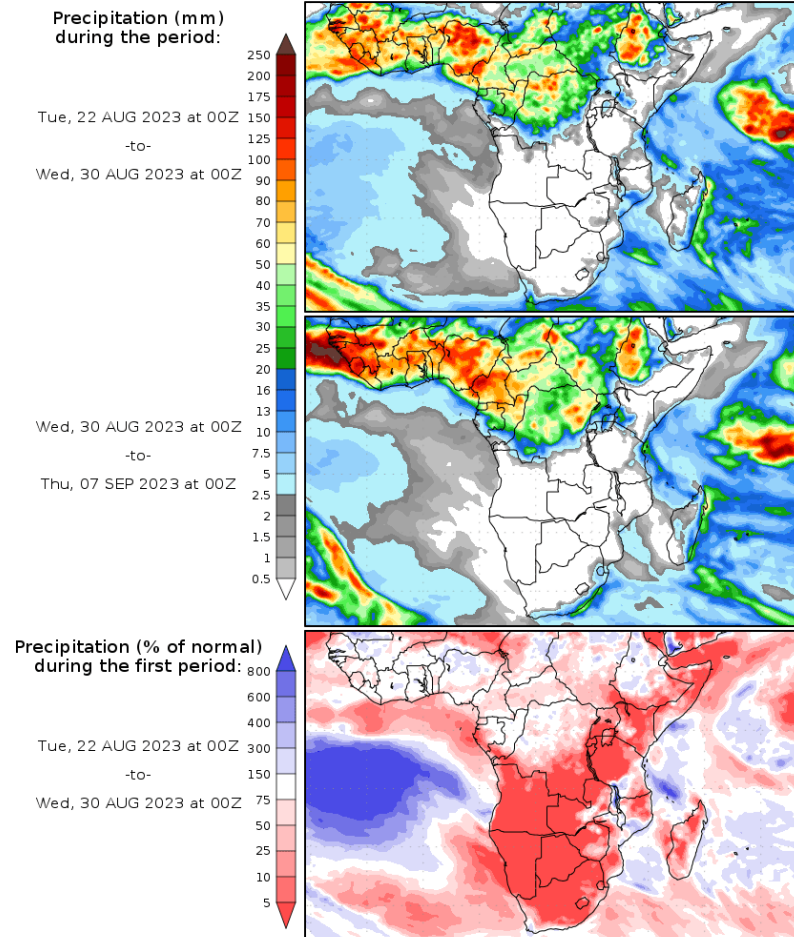 Precipitation (mm)
during the period:
Tue, 22 AUG 2023 at 00Z
-to-
Wed, 30 AUG 2023 at 00Z
Wed, 30 AUG 2023 at 00Z
-to-
Thu, 07 SEP 2023 at 00Z
250
200
175
150
125
100
90
80
70
60
50
40
35
30
25
20
16
13
10
7.5
5
2.5
2
1.5
1
0.5
Precipitation (% of normal)
during the first period:
Tue, 22 AUG 2023 at 00Z
-to-
Wed, 30 AUG 2023 at 00Z
800
600
400
300
150
75
50
25
10
5